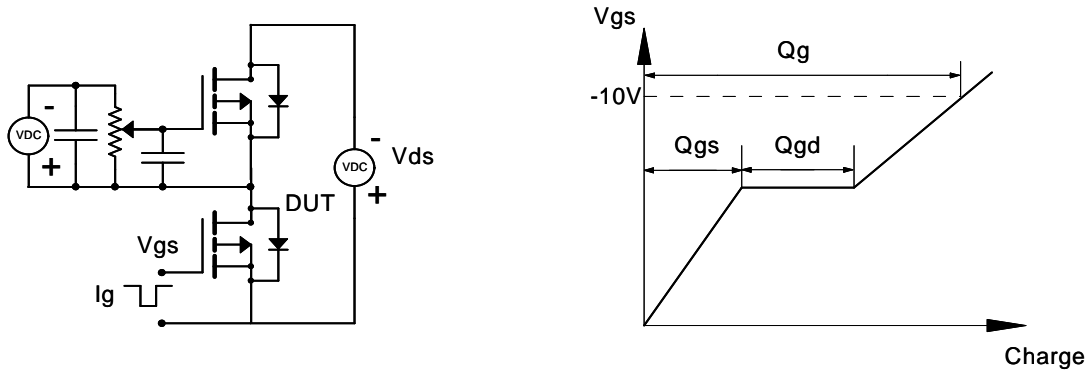 VDC
-
+
Vgs
Ig
DUT
VDC
-
+
Vds
Vgs
Qg
-10V
Qgs
Qgd
Charge